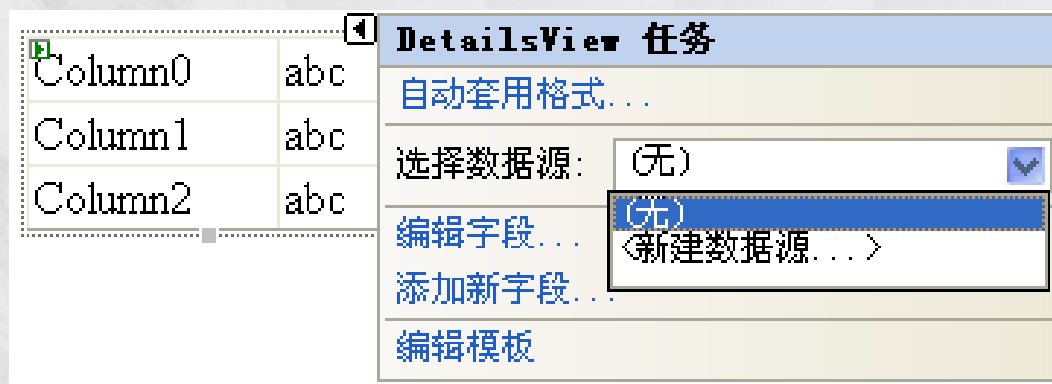 Column0 abc
Column1 abc
Column2 abc
DetailsView 任务
自动套用格式...
选择数据源: (无)
(无)
<新建数据源...>
编辑字段...
添加新字段...
编辑模板